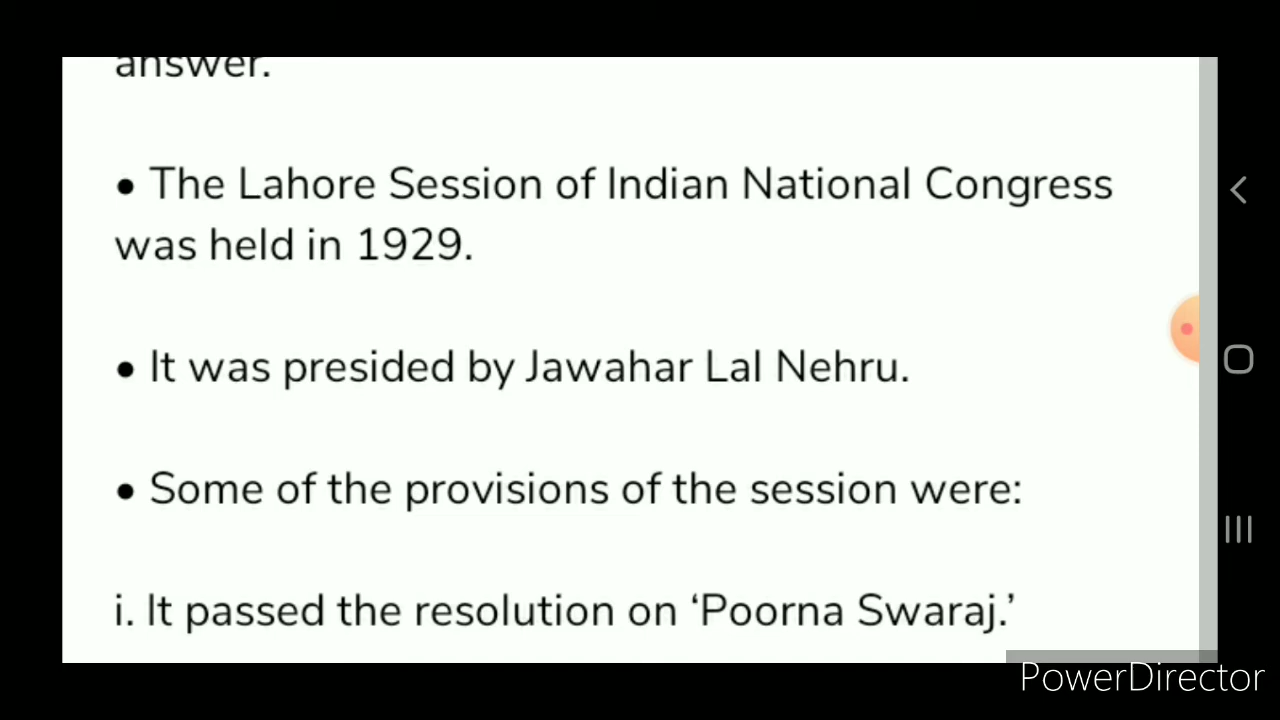 answer.
• The Lahore Session of Indian National Congress
was held in 1929.
• It was presided by Jawahar Lal Nehru.
• Some of the provisions of the session were:
i. It passed the resolution on ‘Poorna Swaraj.’
PowerDirector